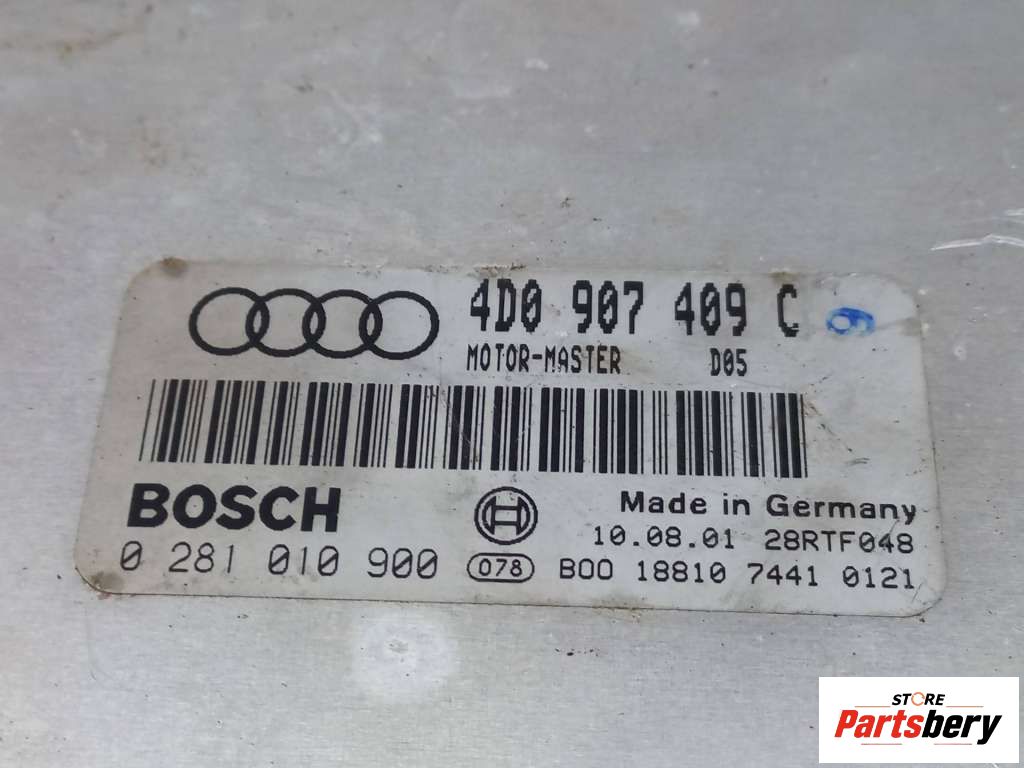 4D0 907 409 C 6
MOTOR-MASTER D05
BOSCH
Made in Germany
10.08.01 28RTF048
0 281 010 900 078 B00 18810 7441 0121
STORE
Partsbery